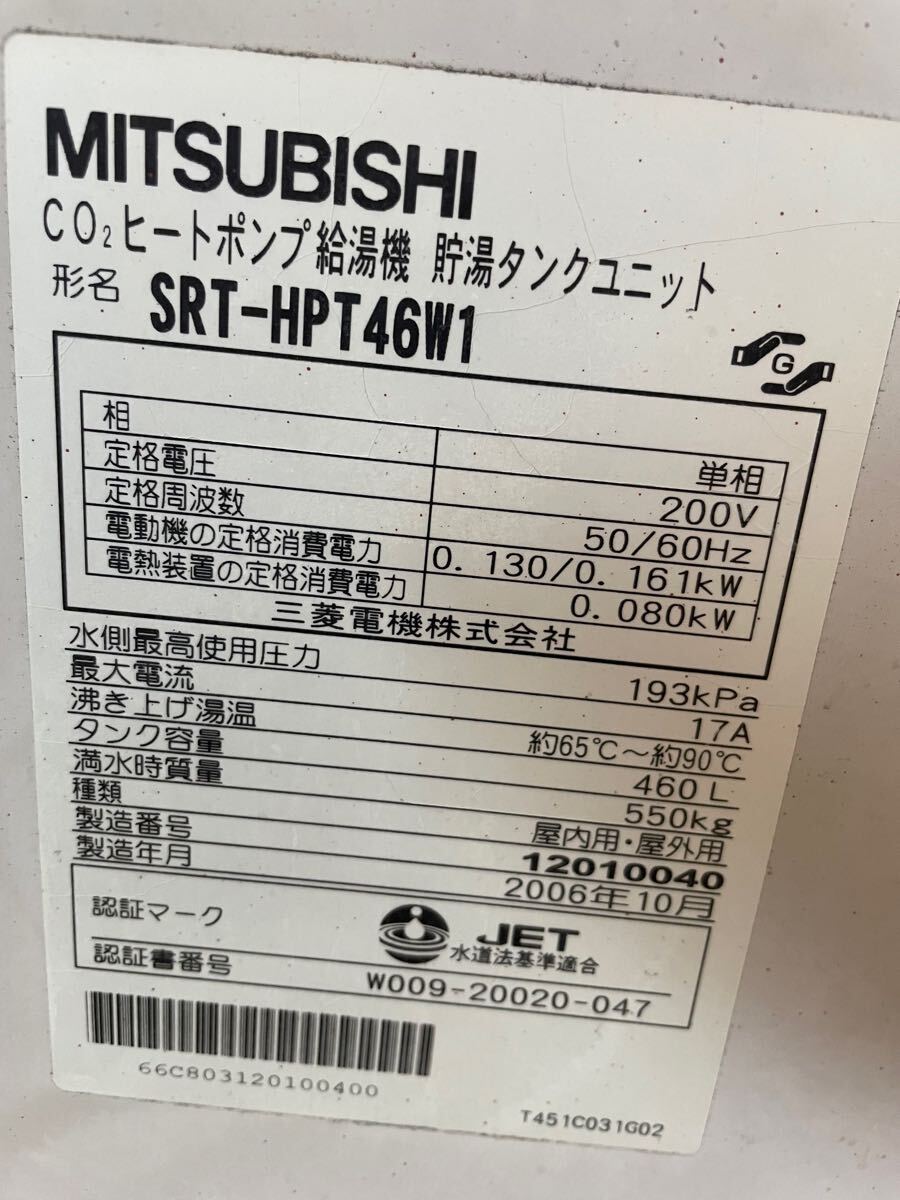 MITSUBISHI
CO₂ヒートポンプ給湯機 貯湯タンクユニット
形名 SRT-HPT46W1
G
相 単相
定格電圧 200V
定格周波数 50/60Hz
電動機の定格消費電力 0.130/0.161kW
電熱装置の定格消費電力 0.080kW
三菱電機株式会社
水側最高使用圧力 193kPa
最大電流 17A
沸き上げ湯温 約65℃～約90℃
タンク容量 460L
満水時質量 550kg
種類 屋内用・屋外用
製造番号 12010040
製造年月 2006年10月
認証マーク JET
水道法基準適合
認証書番号 W009-20020-047
66C803120100400
T451C031G02